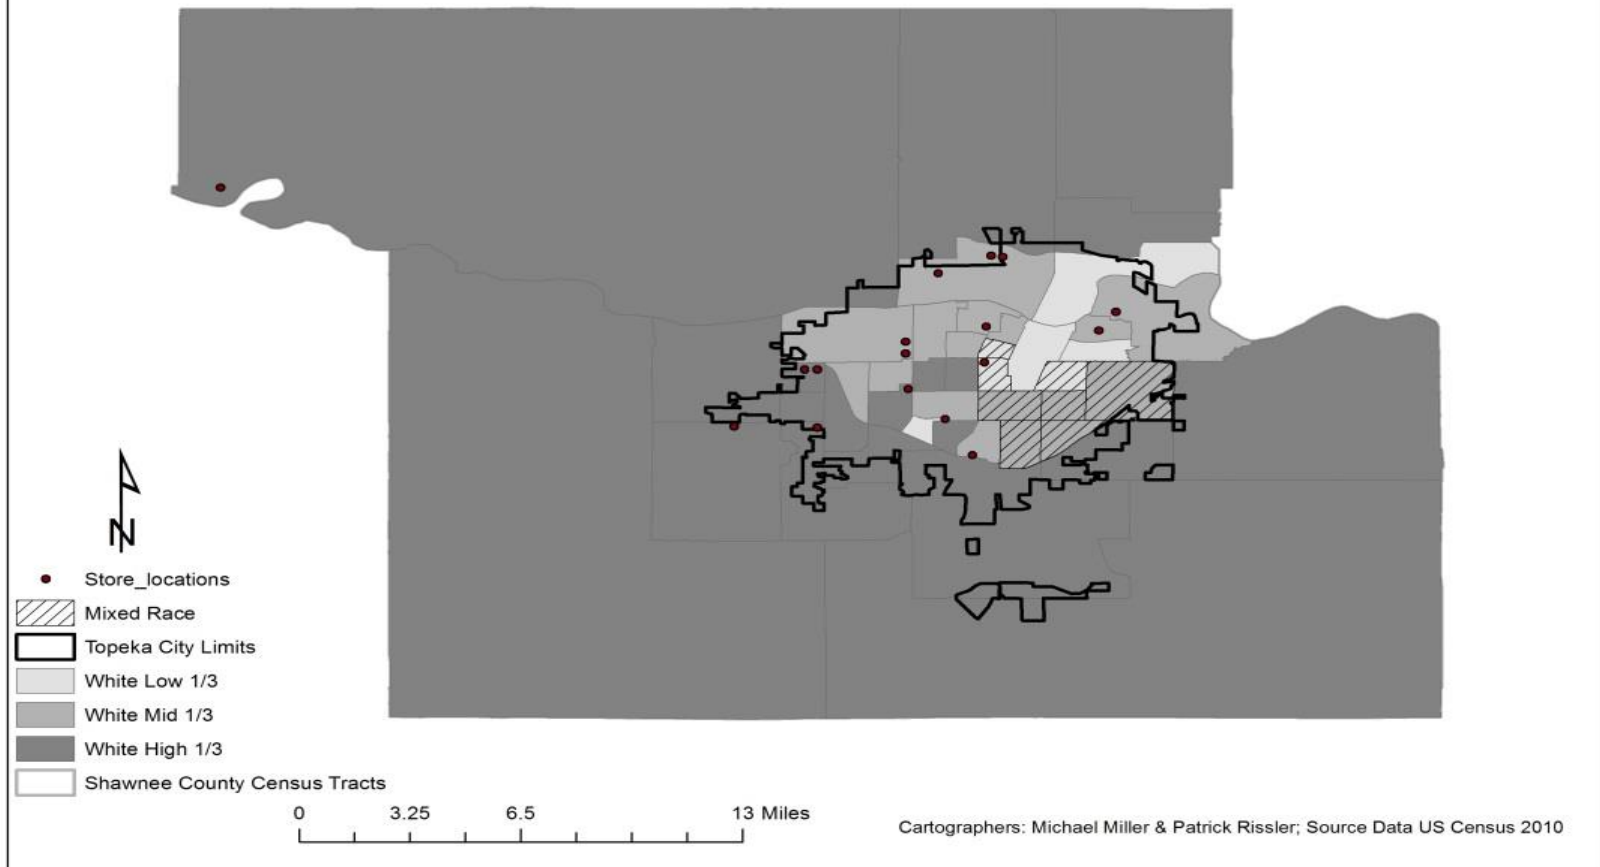 N
Store_locations
Mixed Race
Topeka City Limits
White Low 1/3
White Mid 1/3
White High 1/3
Shawnee County Census Tracts
0 3.25 6.5 13 Miles
Cartographers: Michael Miller & Patrick Rissler; Source Data US Census 2010